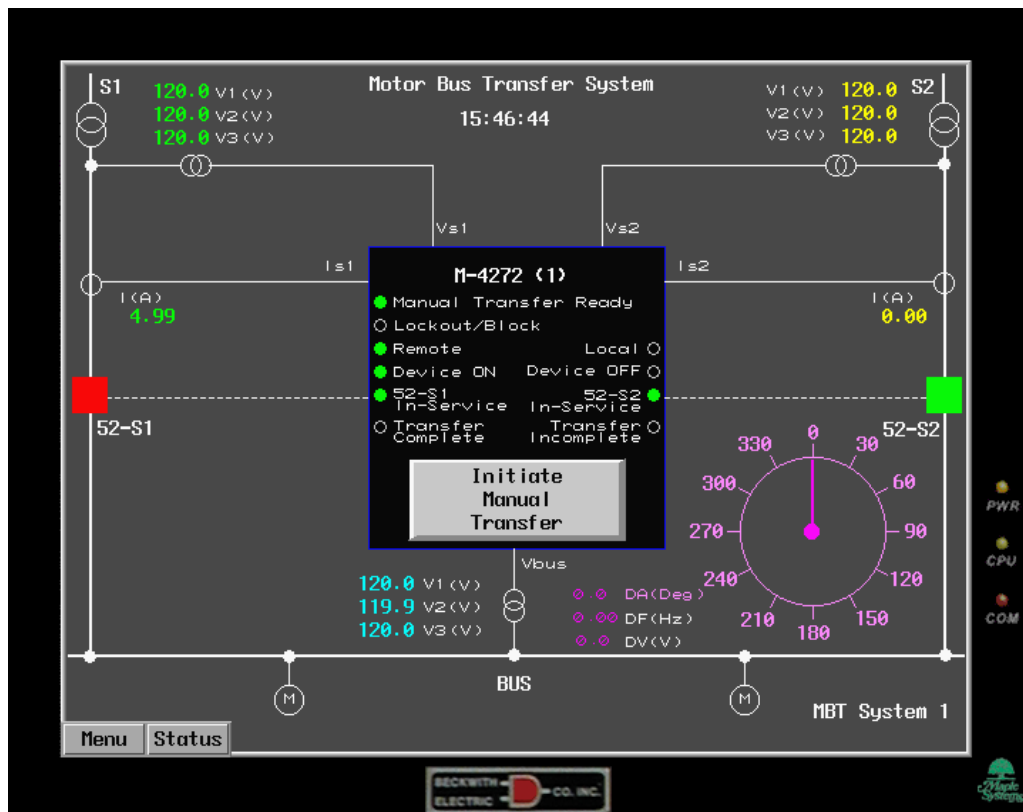 Motor Bus Transfer System
15:46:44
S1
120.0 V1(V)
120.0 V2(V)
120.0 V3(V)
V1(V) 120.0
V2(V) 120.0
V3(V) 120.0
S2
Vs1
Vs2
Is1
Is2
I(A)
4.99
I(A)
0.00
M-4272 (1)
Manual Transfer Ready
Lockout/Block
Remote
Local
Device ON
Device OFF
52-S1
In-Service
52-S2
In-Service
Transfer
Complete
Transfer
Incomplete
Initiate
Manual
Transfer
52-S1
52-S2
0
30
60
90
120
150
180
210
240
270
300
330
Vbus
120.0 V1(V)
119.9 V2(V)
120.0 V3(V)
0.0 DA(Deg)
0.00 DF(Hz)
0.0 DV(V)
BUS
M
M
MBT System 1
Menu
Status
PWR
CPU
COM
BECKWITH
ELECTRIC
CO. INC.
Maple
Systems